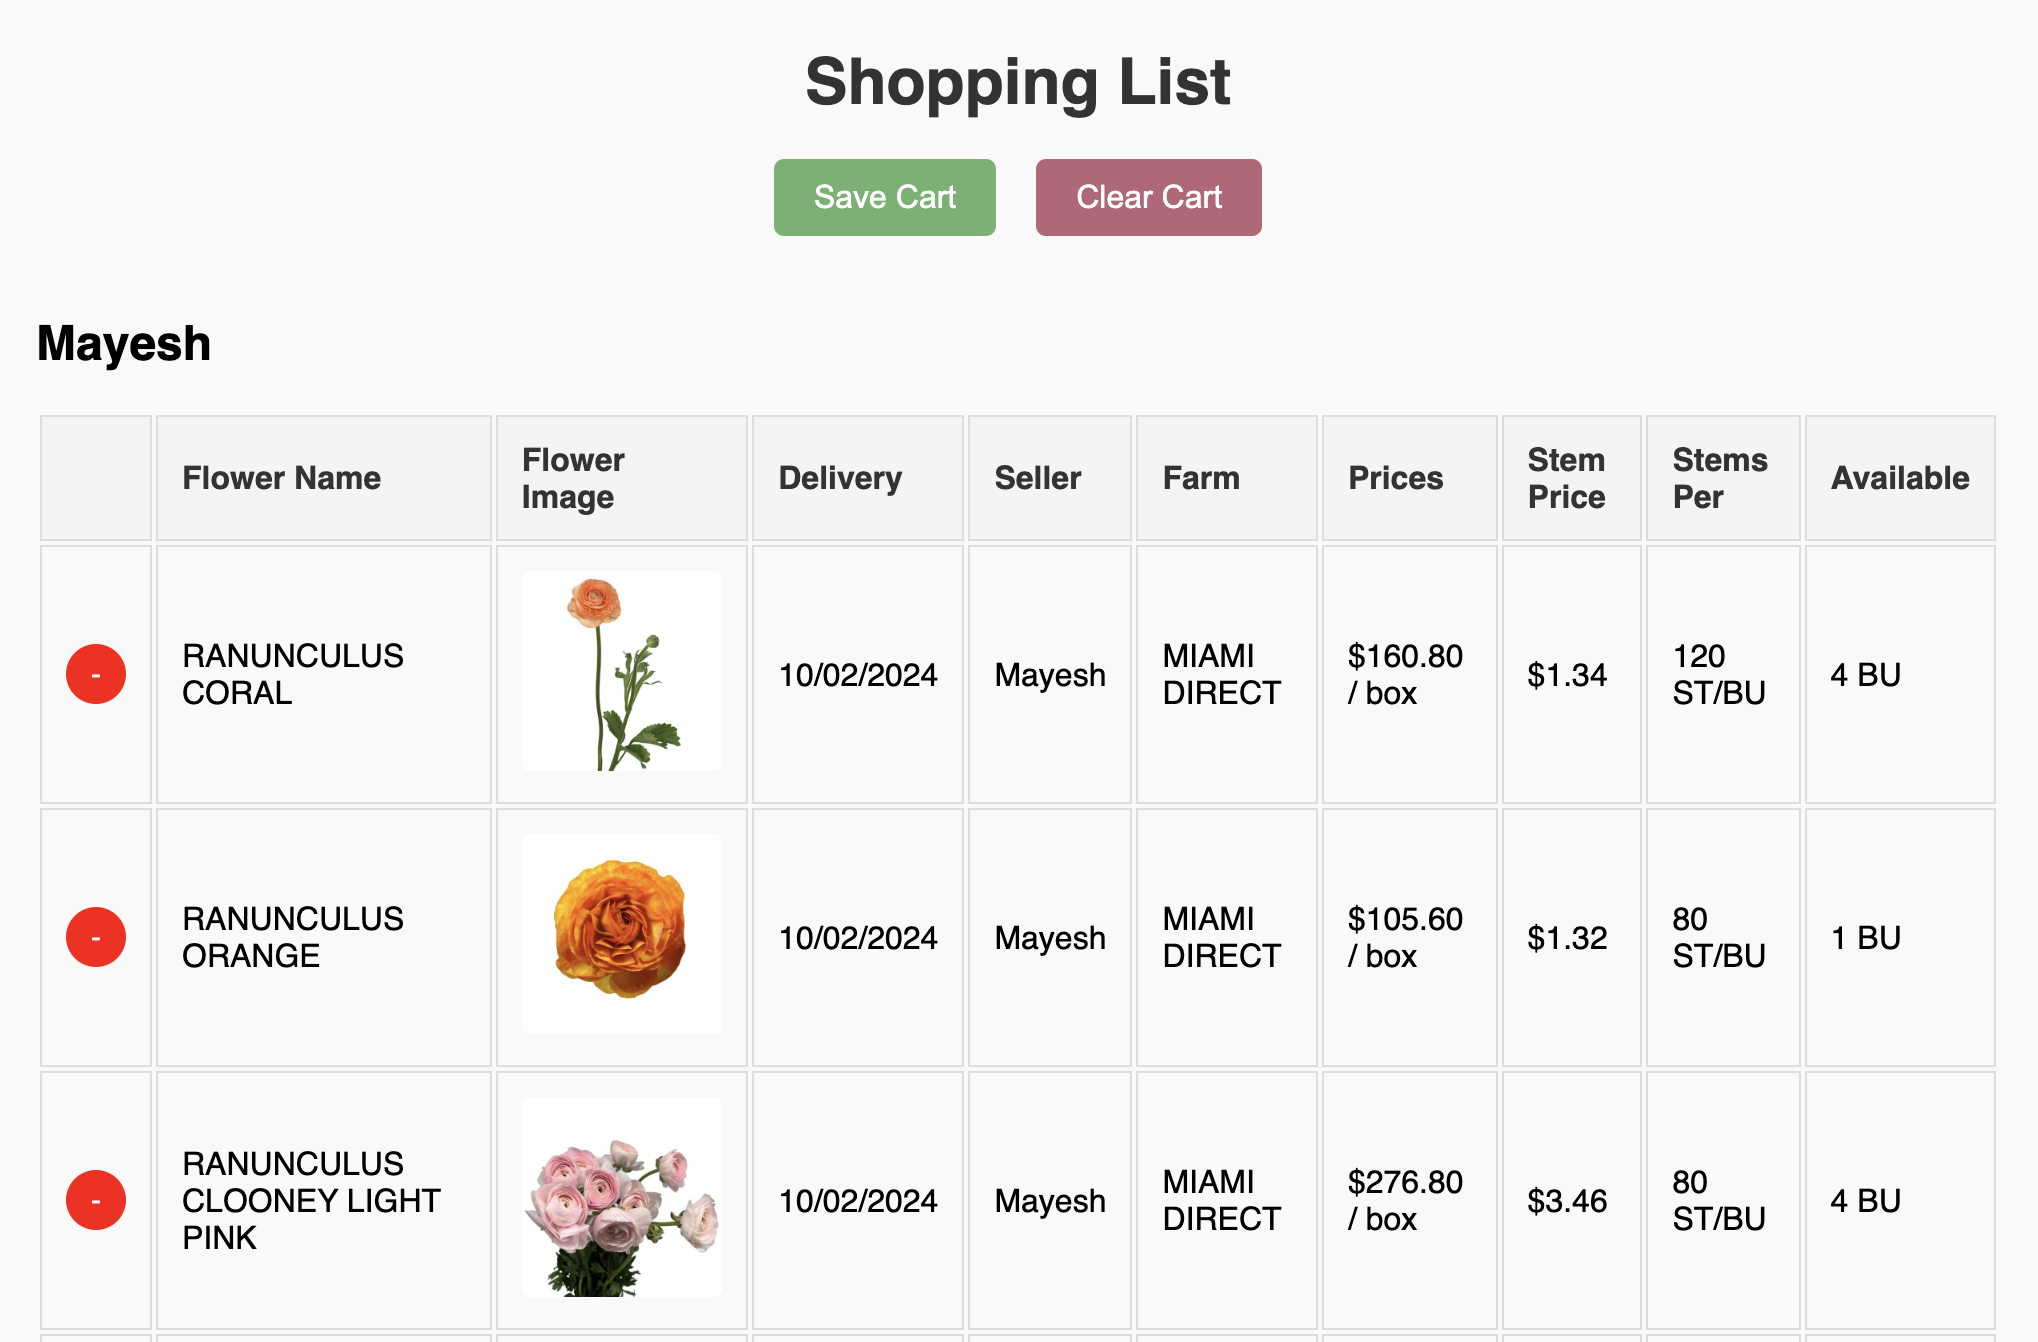 Shopping List
Save Cart
Clear Cart
Mayesh
Flower Name
Flower
Image
Delivery
Seller
Farm
Prices
Stem
Price
Stems
Per
Available
-
RANUNCULUS
CORAL
10/02/2024
Mayesh
MIAMI
DIRECT
$160.80
/ box
$1.34
120
ST/BU
4 BU
-
RANUNCULUS
ORANGE
10/02/2024
Mayesh
MIAMI
DIRECT
$105.60
/ box
$1.32
80
ST/BU
1 BU
-
RANUNCULUS
CLOONEY LIGHT
PINK
10/02/2024
Mayesh
MIAMI
DIRECT
$276.80
/ box
$3.46
80
ST/BU
4 BU